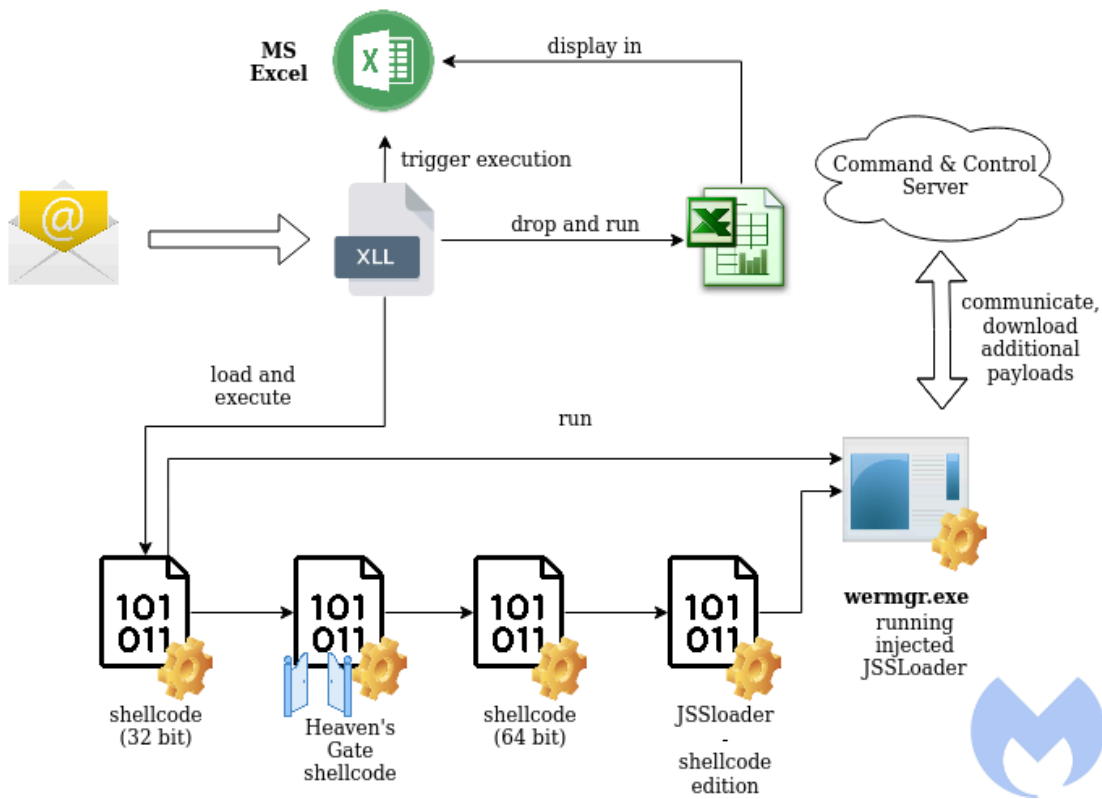 MS
Excel
display in
trigger execution
Command & Control
Server
@
XLL
drop and run
communicate,
download
additional
payloads
load and
execute
run
101
011
101
011
101
011
101
011
wermgr.exe
running
injected
JSSLoader
shellcode
(32 bit)
Heaven's
Gate
shellcode
shellcode
(64 bit)
JSSloader
-
shellcode
edition